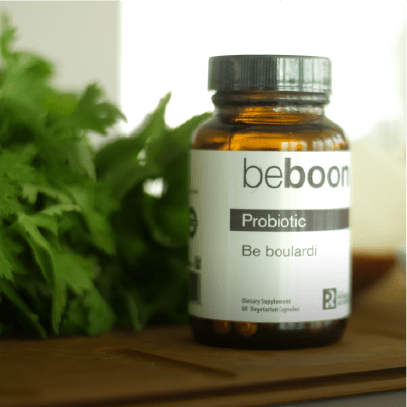 beboon
Probiotic
Be boulardi
Dietary Supplement
60 Vegetarian Capsules